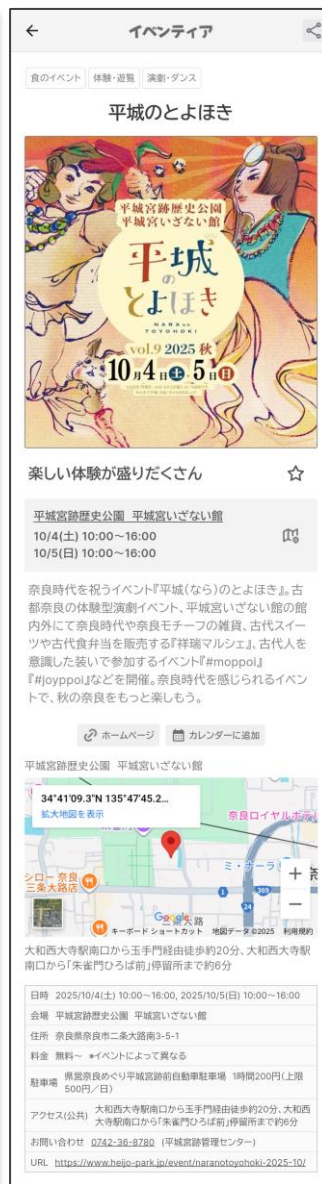 イベンティア
食のイベント 体験・遊覧 演劇・ダンス
平城のとよほき
平城宮跡歴史公園
平城宮いざない館
平城
の
とよほき
NARA no
TOYOHOKI
vol.9 2025 秋
10月4日土・5日日
楽しい体験が盛りだくさん
平城宮跡歴史公園 平城宮いざない館
10/4(土) 10:00〜16:00
10/5(日) 10:00〜16:00
奈良時代を祝うイベント『平城(なら)のとよほき』。古
都奈良の体験型演劇イベント、平城宮いざない館の館
内外にて奈良時代や奈良モチーフの雑貨、古代スイー
ツや古代食弁当を販売する『祥瑞マルシェ』、古代人を
意識した装いで参加するイベント『#moppoi』
『#joyppoi』などを開催。奈良時代を感じられるイベン
トで、秋の奈良をもっと楽しもう。
ホームページ カレンダーに追加
平城宮跡歴史公園 平城宮いざない館
34°41'09.3"N 135°47'45.2...
拡大地図を表示
奈良ロイヤルホテル
ミ・ナーラ
シロー 奈良
三条大路店
1
369
24
Google
三条大路
キーボード ショートカット 地図データ ©2025 利用規約
大和西大寺駅南口から玉手門経由徒歩約20分、大和西大寺駅
南口から「朱雀門ひろば前」停留所まで約6分
日時 2025/10/4(土) 10:00〜16:00, 2025/10/5(日) 10:00〜16:00
会場 平城宮跡歴史公園 平城宮いざない館
住所 奈良県奈良市二条大路南3-5-1
料金 無料〜 *イベントによって異なる
駐車場 県営奈良めぐり平城宮跡前自動車駐車場 1時間200円(上限
500円/日)
アクセス(公共) 大和西大寺駅南口から玉手門経由徒歩約20分、大和西
大寺駅南口から「朱雀門ひろば前」停留所まで約6分
お問い合わせ 0742-36-8780 (平城宮跡管理センター)
URL https://www.heijo-park.jp/event/naranotoyohoki-2025-10/